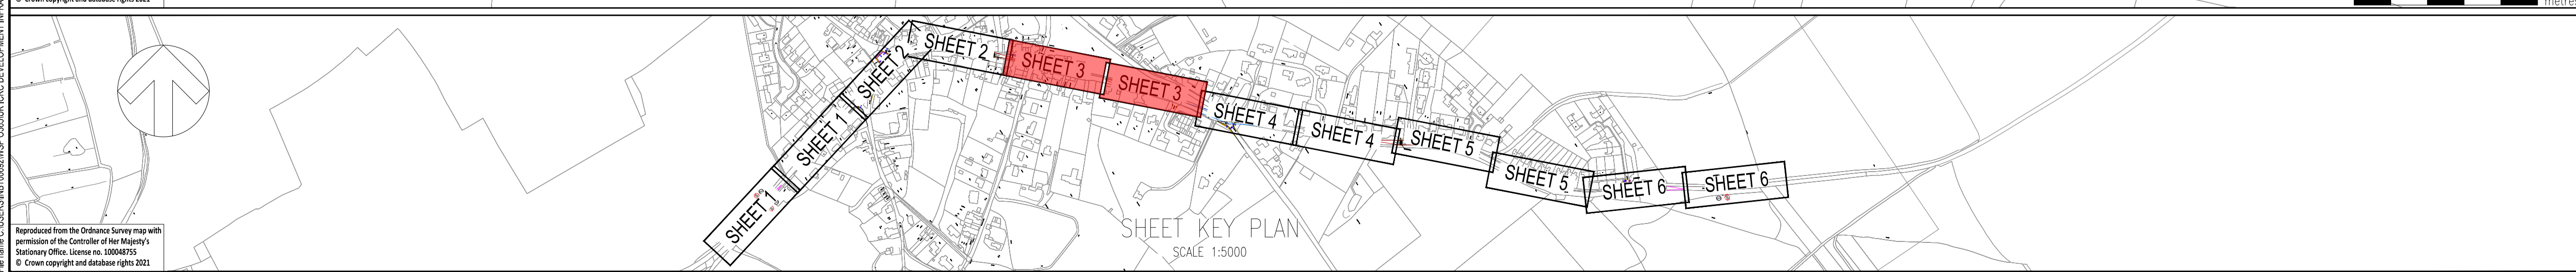 © Crown copyright and database rights 2021
metres
SHEET 1
SHEET 1
SHEET 2
SHEET 2
SHEET 3
SHEET 3
SHEET 4
SHEET 4
SHEET 5
SHEET 5
SHEET 6
SHEET 6
SHEET KEY PLAN
SCALE 1:5000
Reproduced from the Ordnance Survey map with
permission of the Controller of Her Majesty's
Stationary Office. License no. 100048755
© Crown copyright and database rights 2021